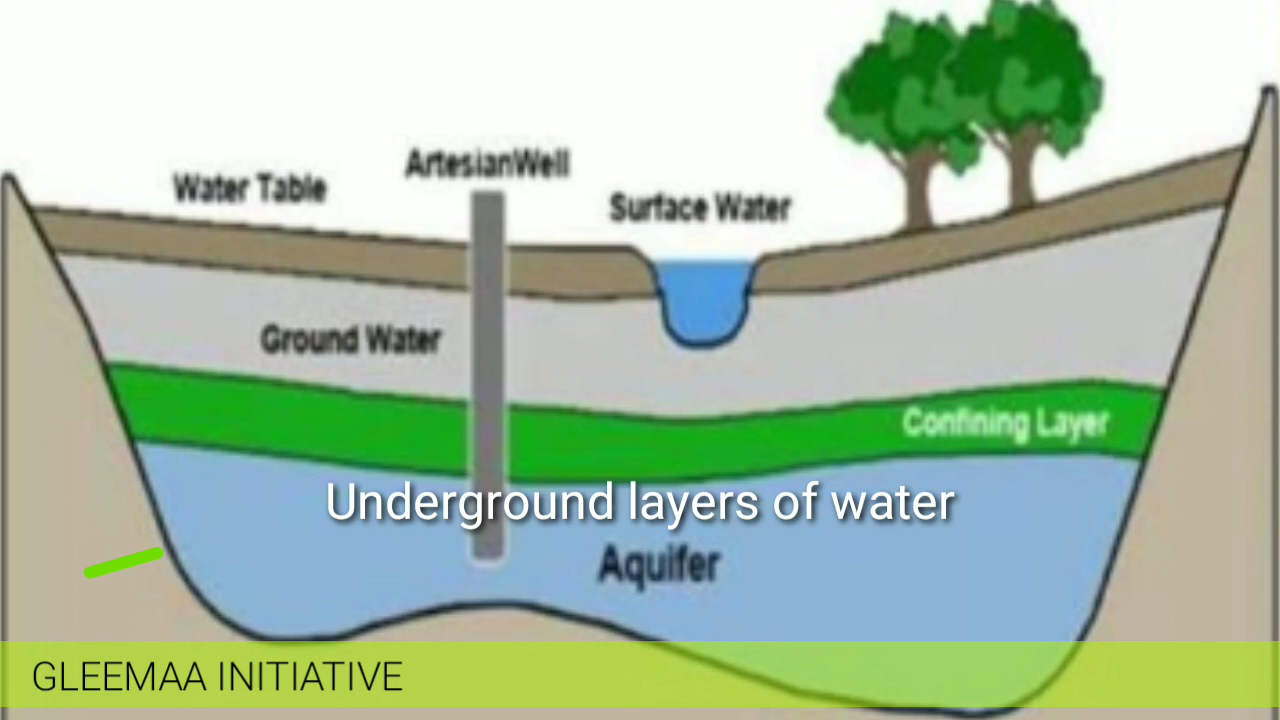 ArtesianWell
Water Table
Surface Water
Ground Water
Confining Layer
Underground layers of water
Aquifer
GLEEMAA INITIATIVE